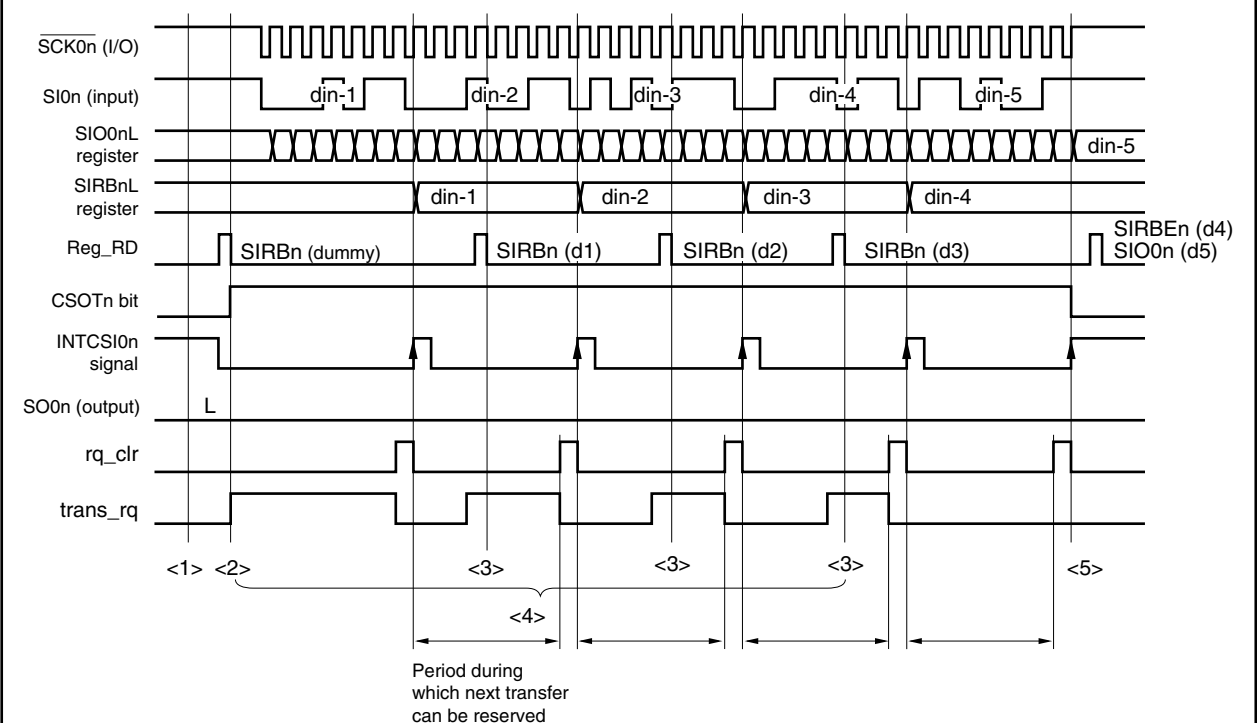 SCK0n (I/O)
SI0n (input)
din-1
din-2
din-3
din-4
din-5
SIO0nL
register
din-5
SIRBnL
register
din-1
din-2
din-3
din-4
Reg_RD
SIRBn (dummy)
SIRBn (d1)
SIRBn (d2)
SIRBn (d3)
SIRBEn (d4)
SIO0n (d5)
CSOTn bit
INTCSI0n
signal
SO0n (output)
L
rq_clr
trans_rq
<1>
<2>
<3>
<3>
<3>
<5>
<4>
Period during
which next transfer
can be reserved